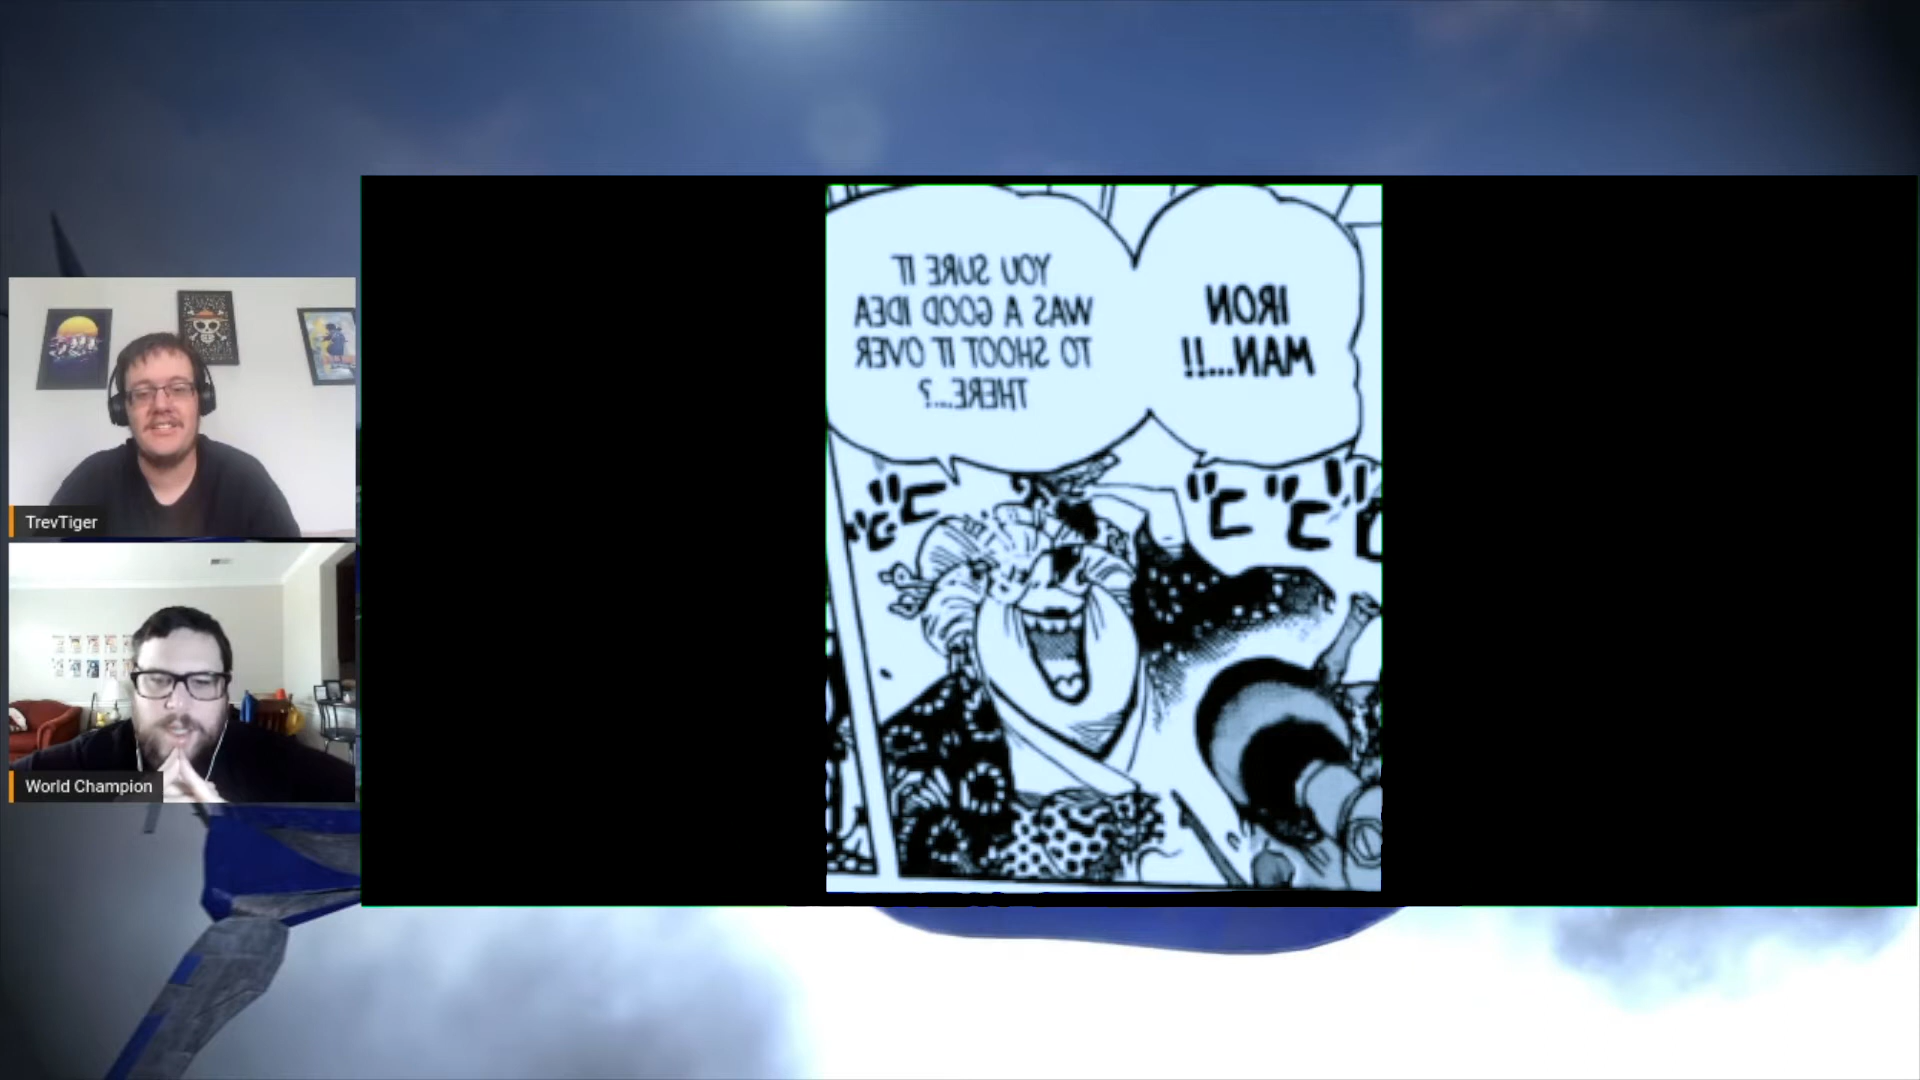 IRON
MAN...!!
YOU SURE IT
WAS A GOOD IDEA
TO SHOOT IT OVER
THERE...?
TrevTiger
World Champion